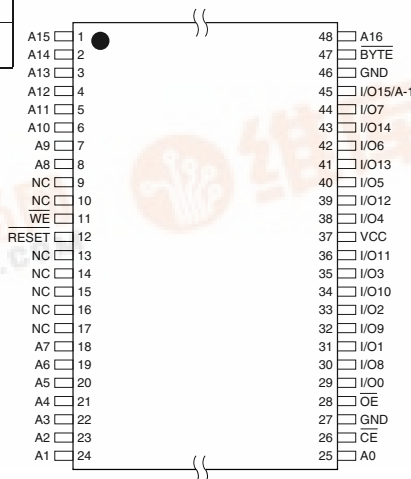 A15 1 48 A16
A14 2 47 BYTE
A13 3 46 GND
A12 4 45 I/O15/A-1
A11 5 44 I/O7
A10 6 43 I/O14
A9 7 42 I/O6
A8 8 41 I/O13
NC 9 40 I/O5
NC 10 39 I/O12
WE 11 38 I/O4
RESET 12 37 VCC
NC 13 36 I/O11
NC 14 35 I/O3
NC 15 34 I/O10
NC 16 33 I/O2
NC 17 32 I/O9
A7 18 31 I/O1
A6 19 30 I/O8
A5 20 29 I/O0
A4 21 28 OE
A3 22 27 GND
A2 23 26 CE
A1 24 25 A0